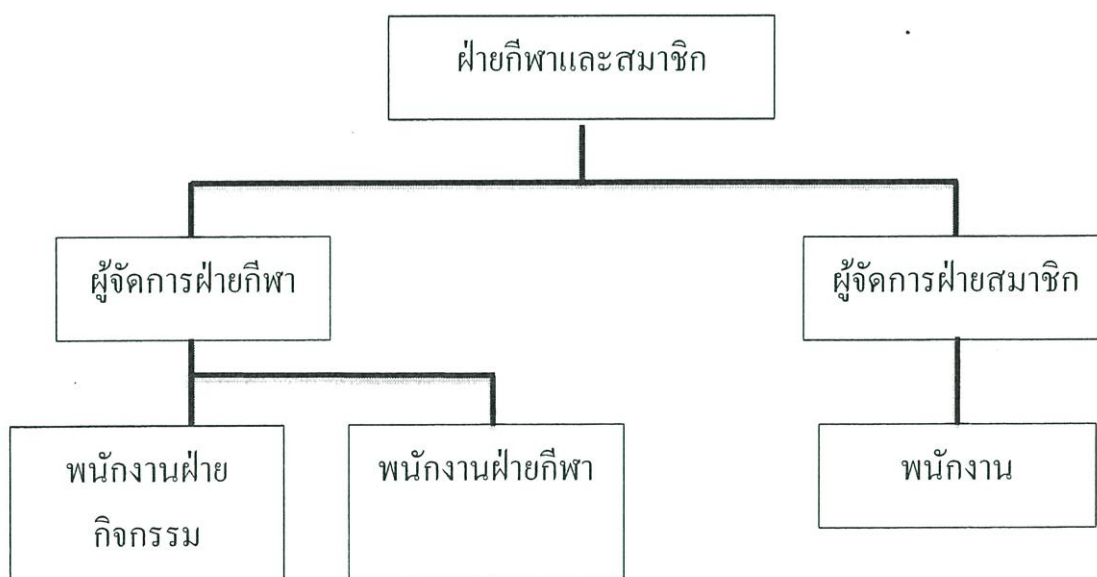 ฝ่ายกีฬาและสมาชิก
ผู้จัดการฝ่ายกีฬา
ผู้จัดการฝ่ายสมาชิก
พนักงานฝ่าย
กิจกรรม
พนักงานฝ่ายกีฬา
พนักงาน